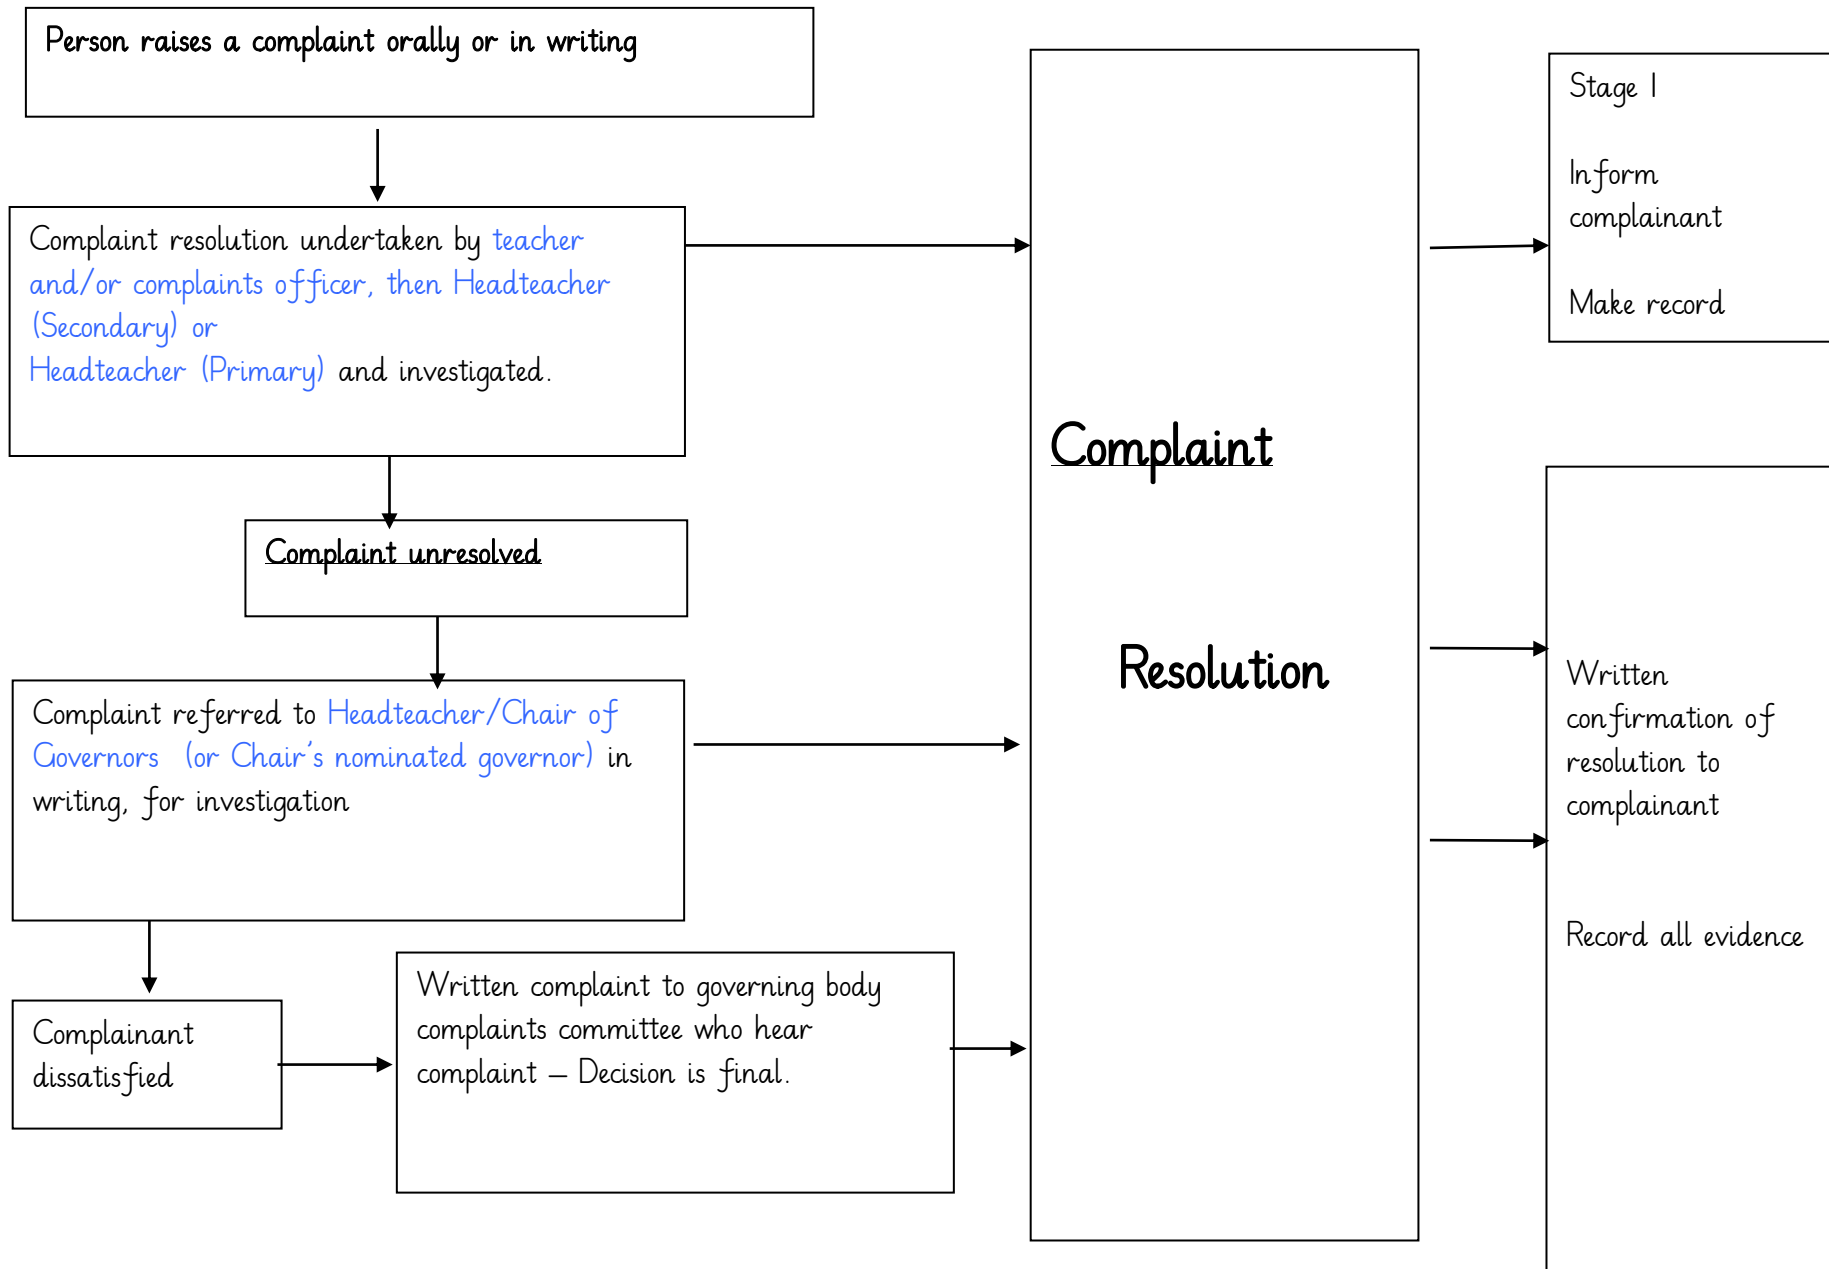 Person raises a complaint orally or in writing
Complaint resolution undertaken by teacher
and/or complaints officer, then Headteacher
(Secondary) or
Headteacher (Primary) and investigated.
Complaint unresolved
Complaint referred to Headteacher/Chair of
Governors (or Chair's nominated governor) in
writing, for investigation
Complainant
dissatisfied
Written complaint to governing body
complaints committee who hear
complaint – Decision is final.
Complaint
Resolution
Stage 1
Inform
complainant
Make record
Written
confirmation of
resolution to
complainant
Record all evidence